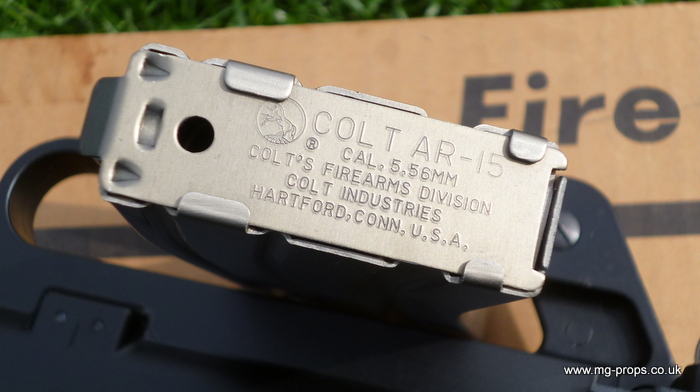 Fire
COLT AR-15
®
CAL. 5.56MM
COLT'S FIREARMS DIVISION
COLT INDUSTRIES
HARTFORD, CONN. U.S.A.
www.mg-props.co.uk